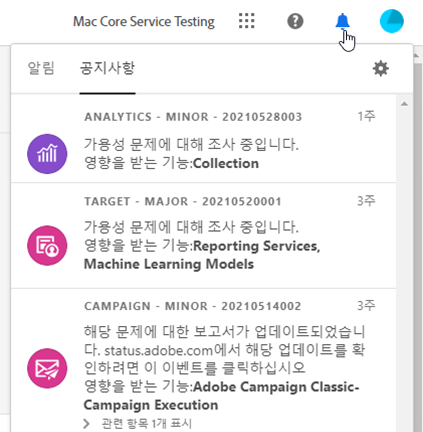 Mac Core Service Testing
알림 공지사항
ANALYTICS - MINOR - 20210528003 1주
가용성 문제에 대해 조사 중입니다.
영향을 받는 기능:Collection
TARGET - MAJOR - 20210520001 3주
가용성 문제에 대해 조사 중입니다.
영향을 받는 기능:Reporting Services,
Machine Learning Models
CAMPAIGN - MINOR - 20210514002 3주
해당 문제에 대한 보고서가 업데이트되었습니
다. status.adobe.com에서 해당 업데이트를 확
인하려면 이 이벤트를 클릭하십시오
영향을 받는 기능:Adobe Campaign Classic-
Campaign Execution
관련 항목 1개 표시